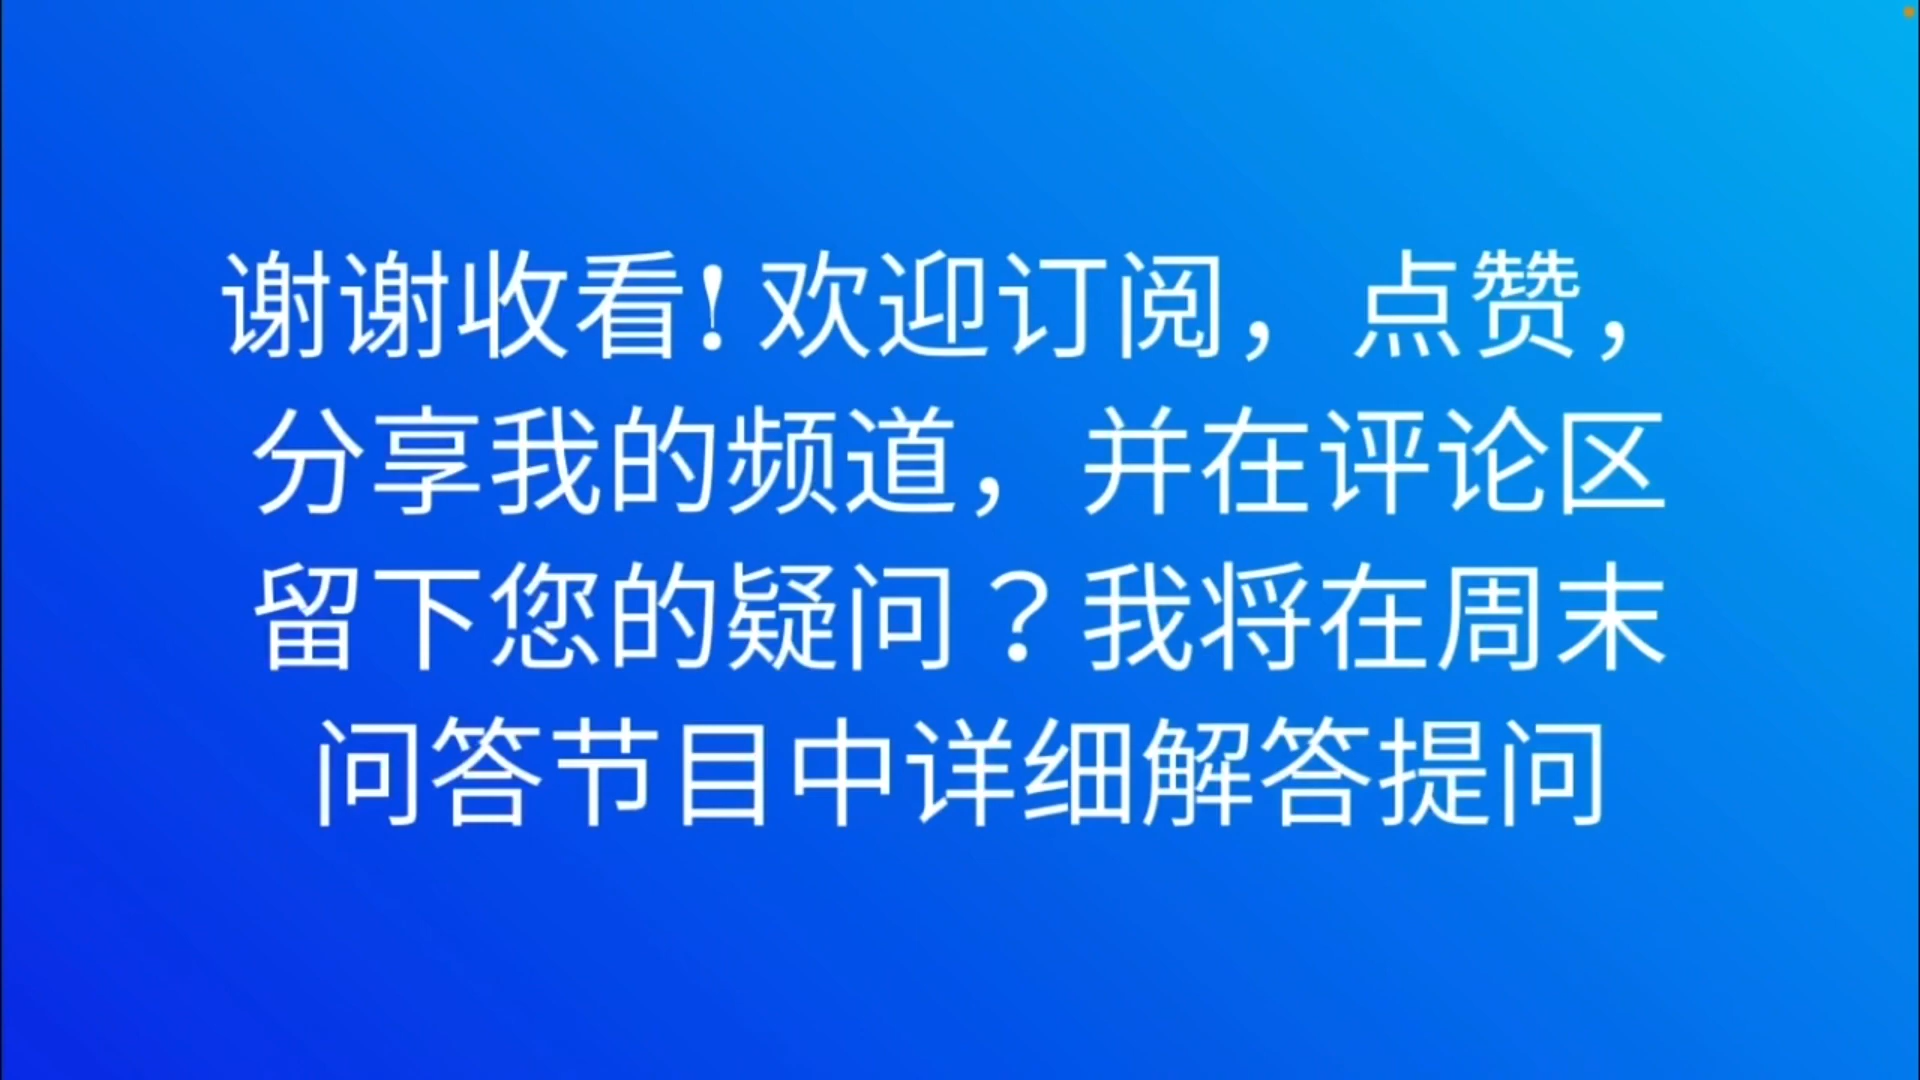 谢谢收看！欢迎订阅，点赞，
分享我的频道，并在评论区
留下您的疑问？我将在周末
问答节目中详细解答提问